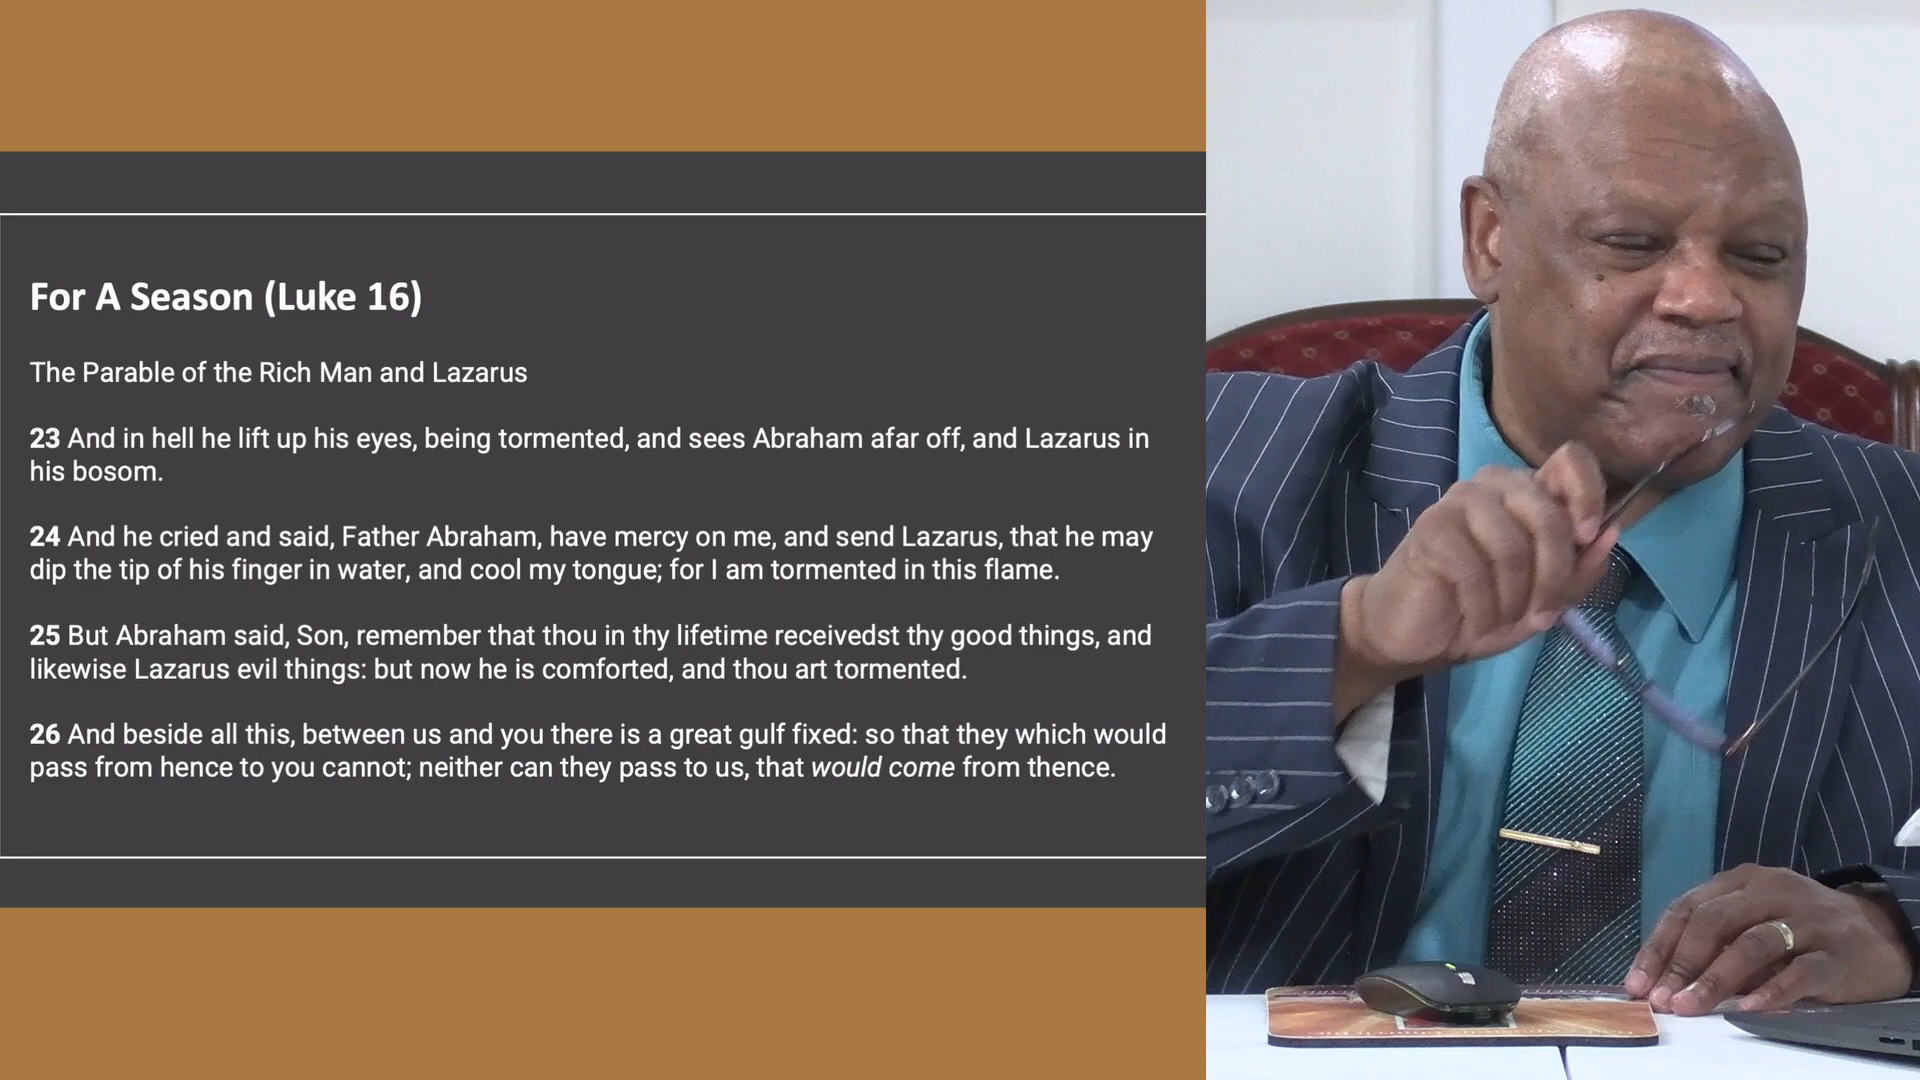 For A Season (Luke 16)
The Parable of the Rich Man and Lazarus
23 And in hell he lift up his eyes, being tormented, and sees Abraham afar off, and Lazarus in
his bosom.
24 And he cried and said, Father Abraham, have mercy on me, and send Lazarus, that he may
dip the tip of his finger in water, and cool my tongue; for I am tormented in this flame.
25 But Abraham said, Son, remember that thou in thy lifetime receivedst thy good things, and
likewise Lazarus evil things: but now he is comforted, and thou art tormented.
26 And beside all this, between us and you there is a great gulf fixed: so that they which would
pass from hence to you cannot; neither can they pass to us, that would come from thence.